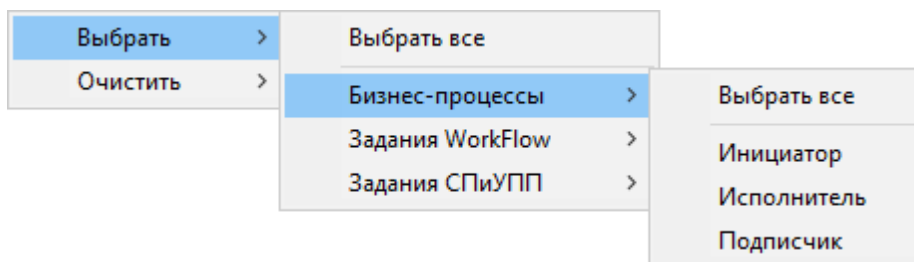 Выбрать
Очистить
Выбрать все
Бизнес-процессы
Задания WorkFlow
Задания СПиУПП
Выбрать все
Инициатор
Исполнитель
Подписчик